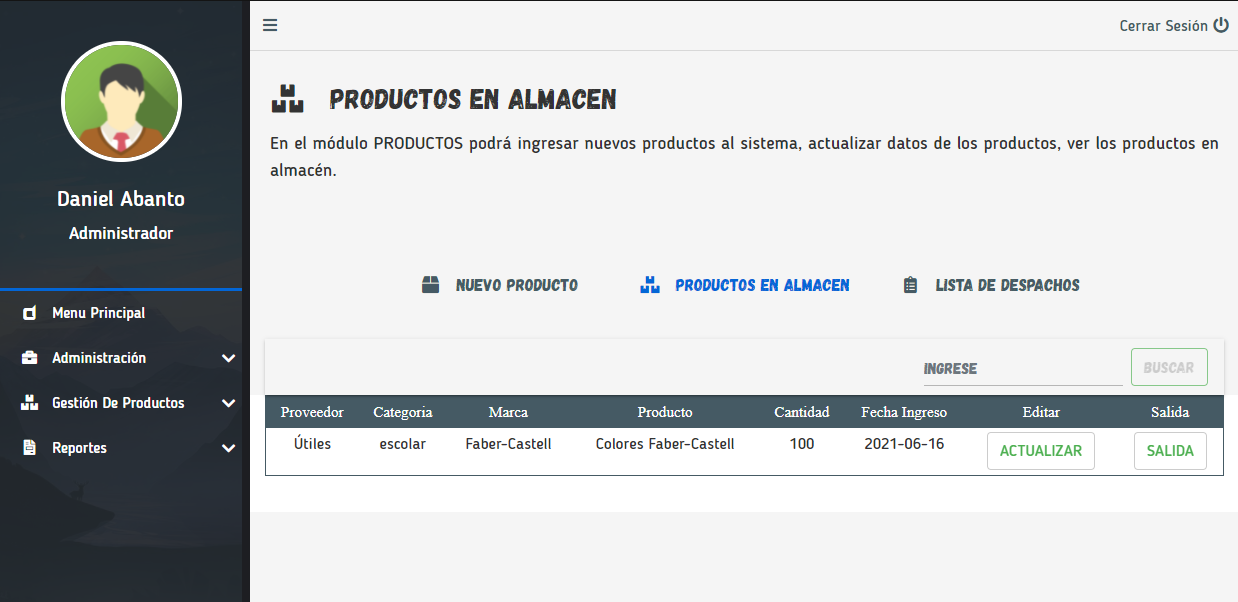 Cerrar Sesión
Daniel Abanto
Administrador
Menu Principal
Administración
Gestión De Productos
Reportes
PRODUCTOS EN ALMACEN
En el módulo PRODUCTOS podrá ingresar nuevos productos al sistema, actualizar datos de los productos, ver los productos en
almacén.
NUEVO PRODUCTO PRODUCTOS EN ALMACEN LISTA DE DESPACHOS
INGRESE BUSCAR
Proveedor Categoria Marca Producto Cantidad Fecha Ingreso Editar Salida
Útiles escolar Faber-Castell Colores Faber-Castell 100 2021-06-16 ACTUALIZAR SALIDA